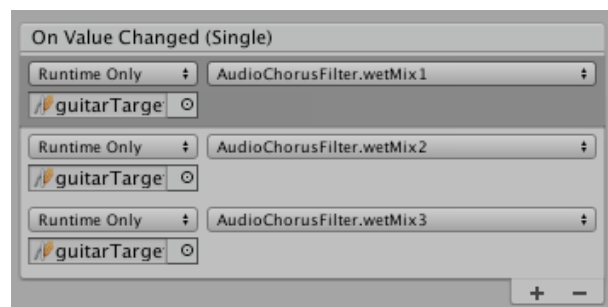 On Value Changed (Single)
Runtime Only AudioChorusFilter.wetMix1
guitarTarge
Runtime Only AudioChorusFilter.wetMix2
guitarTarge
Runtime Only AudioChorusFilter.wetMix3
guitarTarge
+ −